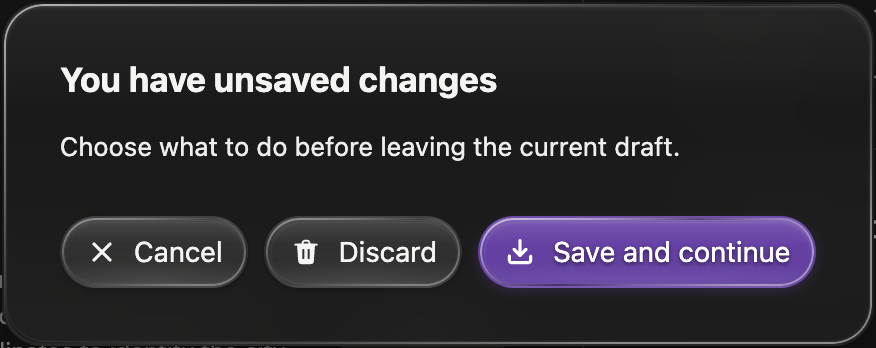 You have unsaved changes
Choose what to do before leaving the current draft.
Cancel
Discard
Save and continue